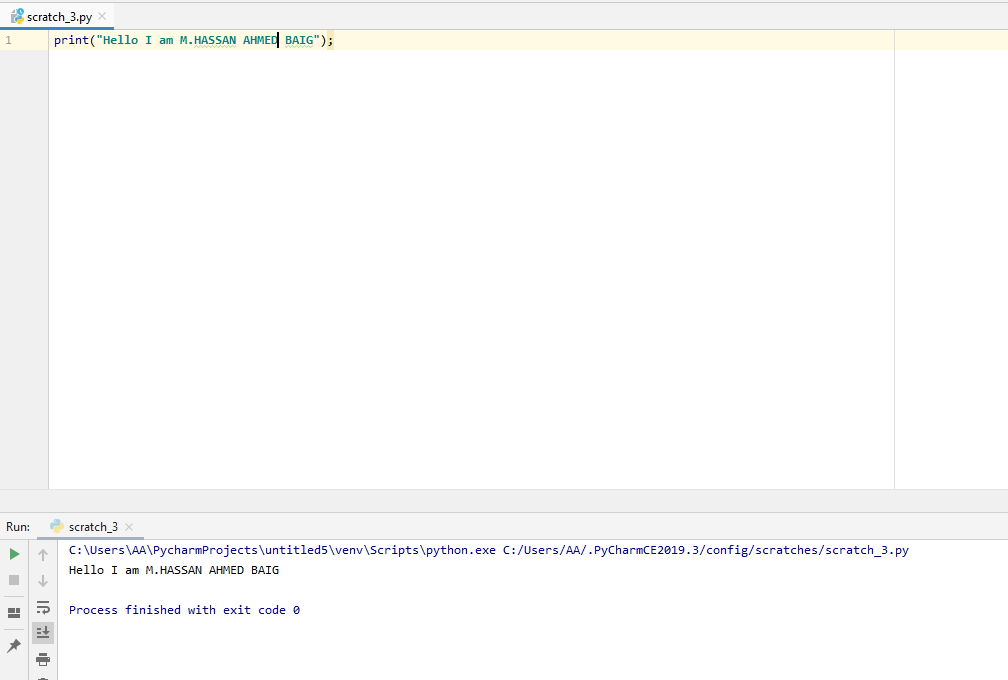 scratch_3.py
1 print("Hello I am M.HASSAN AHMED BAIG");
Run: scratch_3
C:\Users\AA\PycharmProjects\untitled5\venv\Scripts\python.exe C:/Users/AA/.PyCharmCE2019.3/config/scratches/scratch_3.py
Hello I am M.HASSAN AHMED BAIG
Process finished with exit code 0